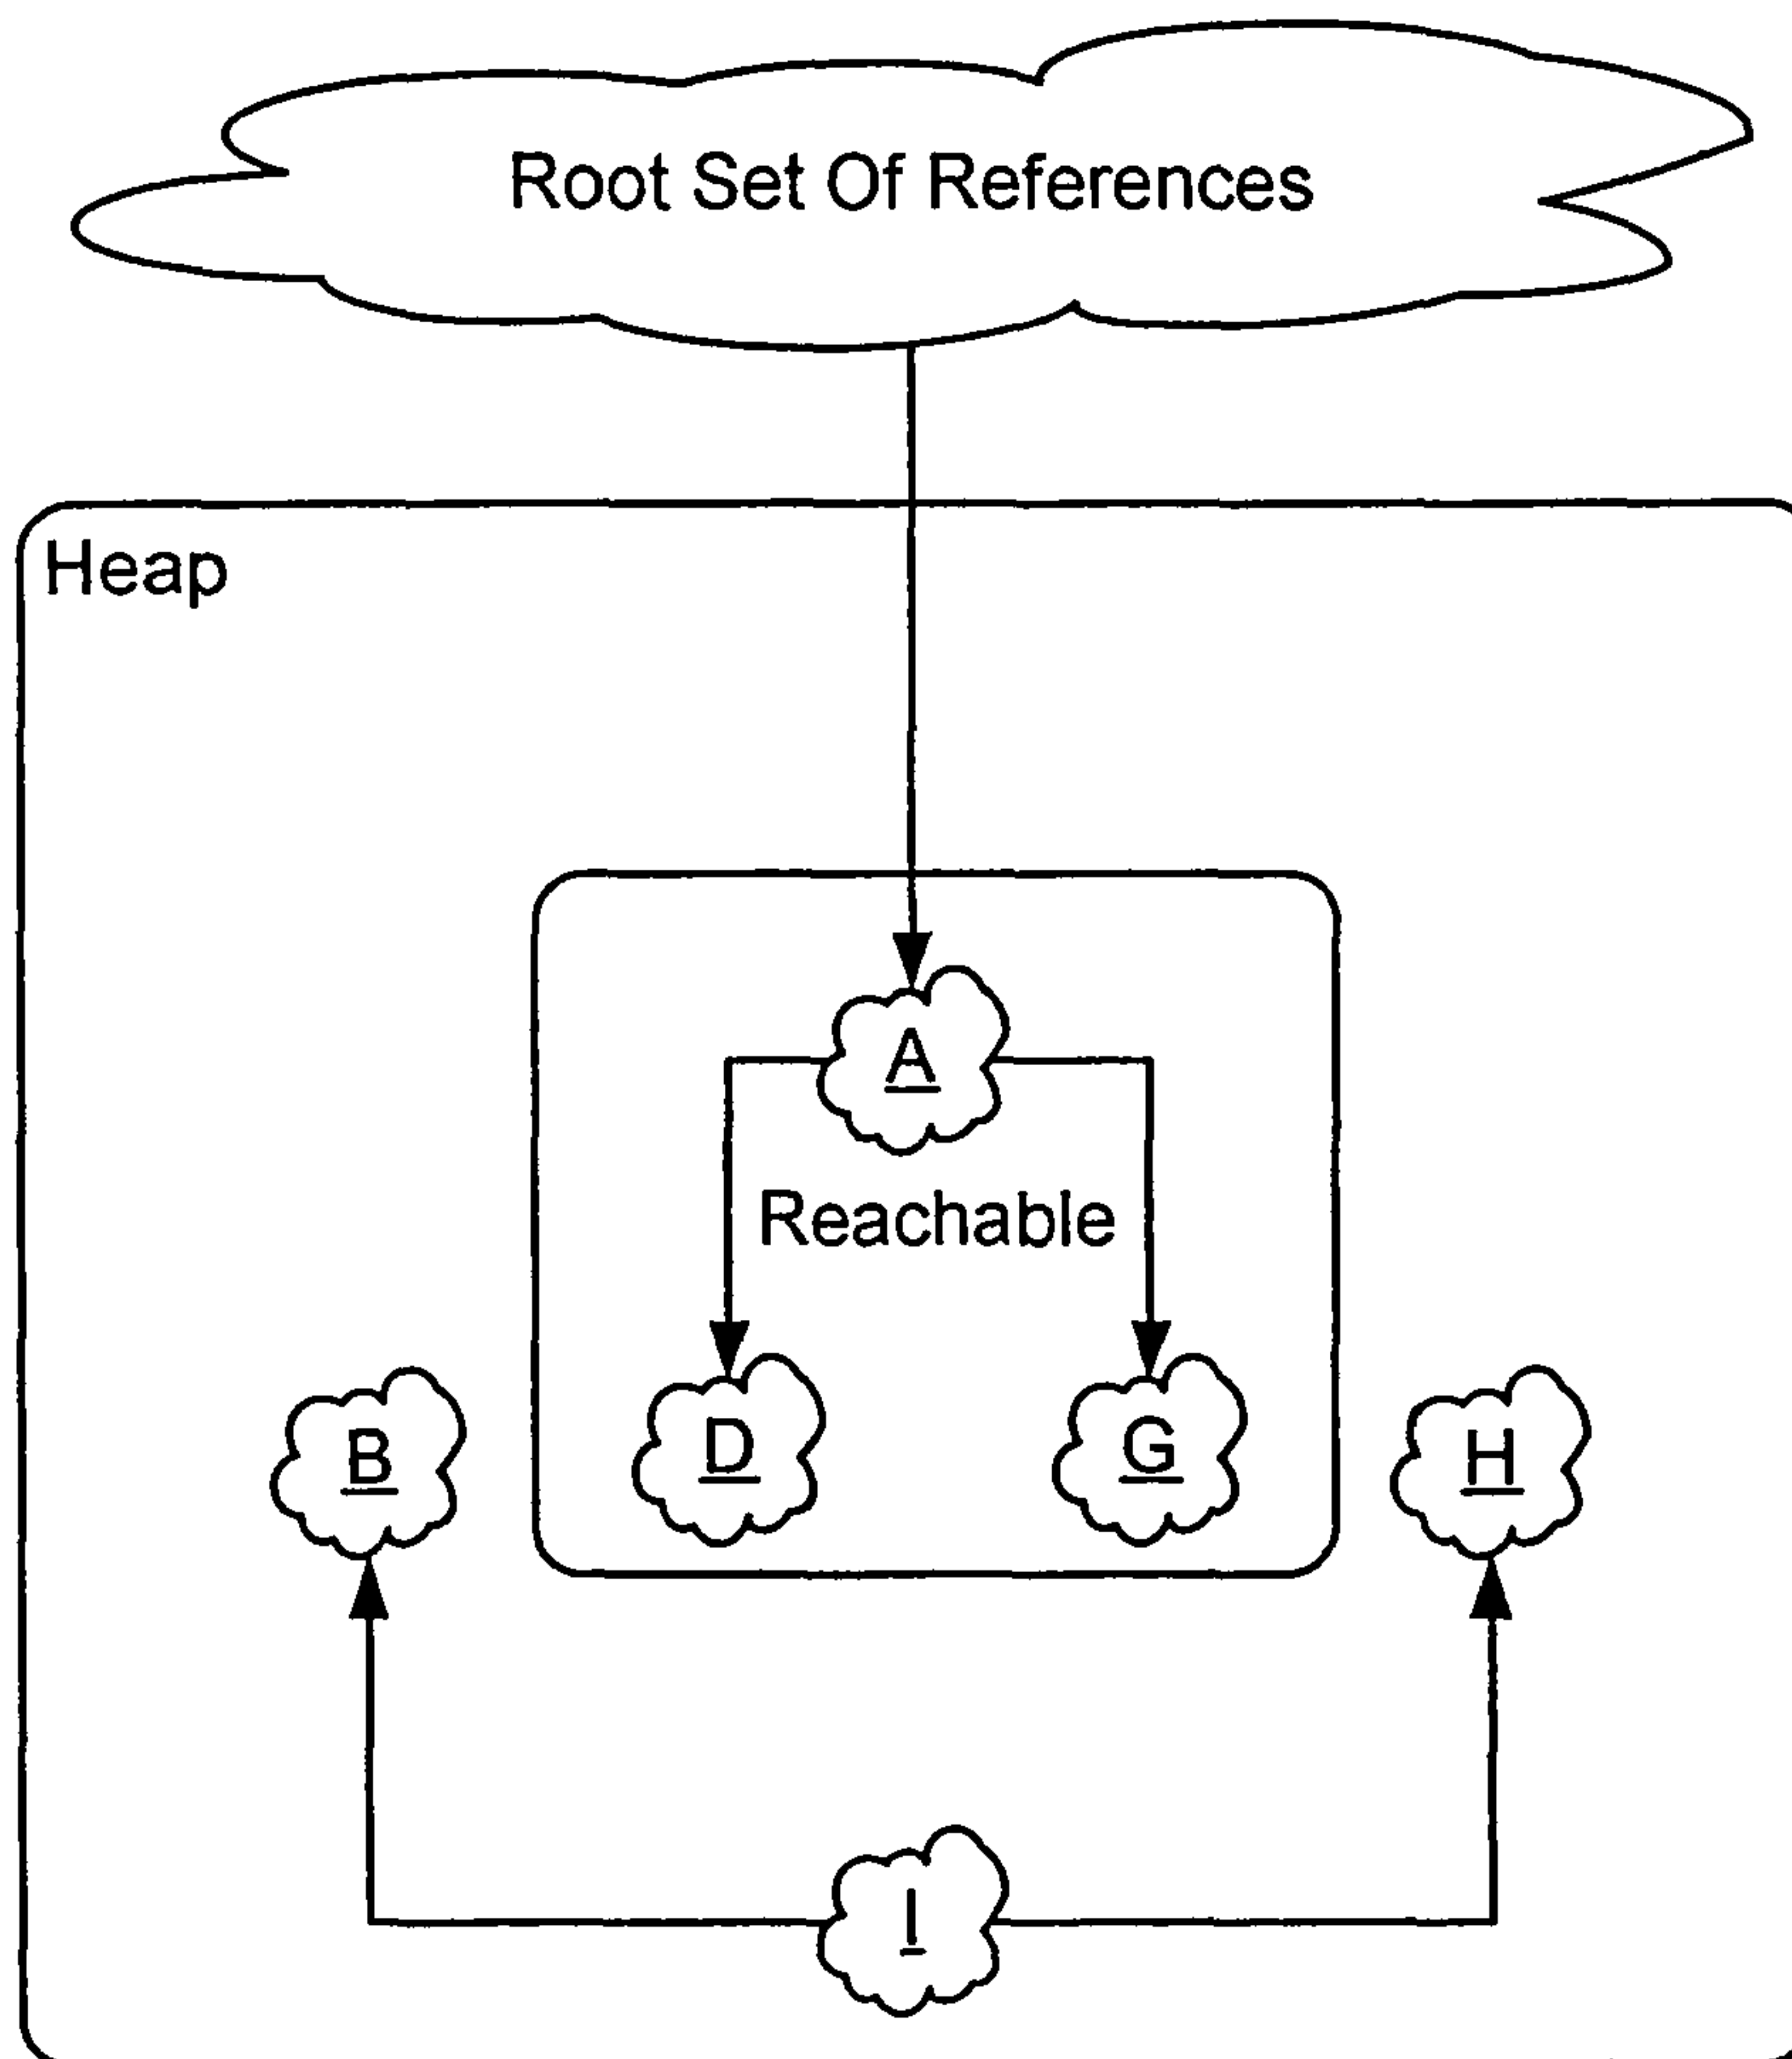 Root Set Of References
Heap
A
Reachable
B
D
G
H
I